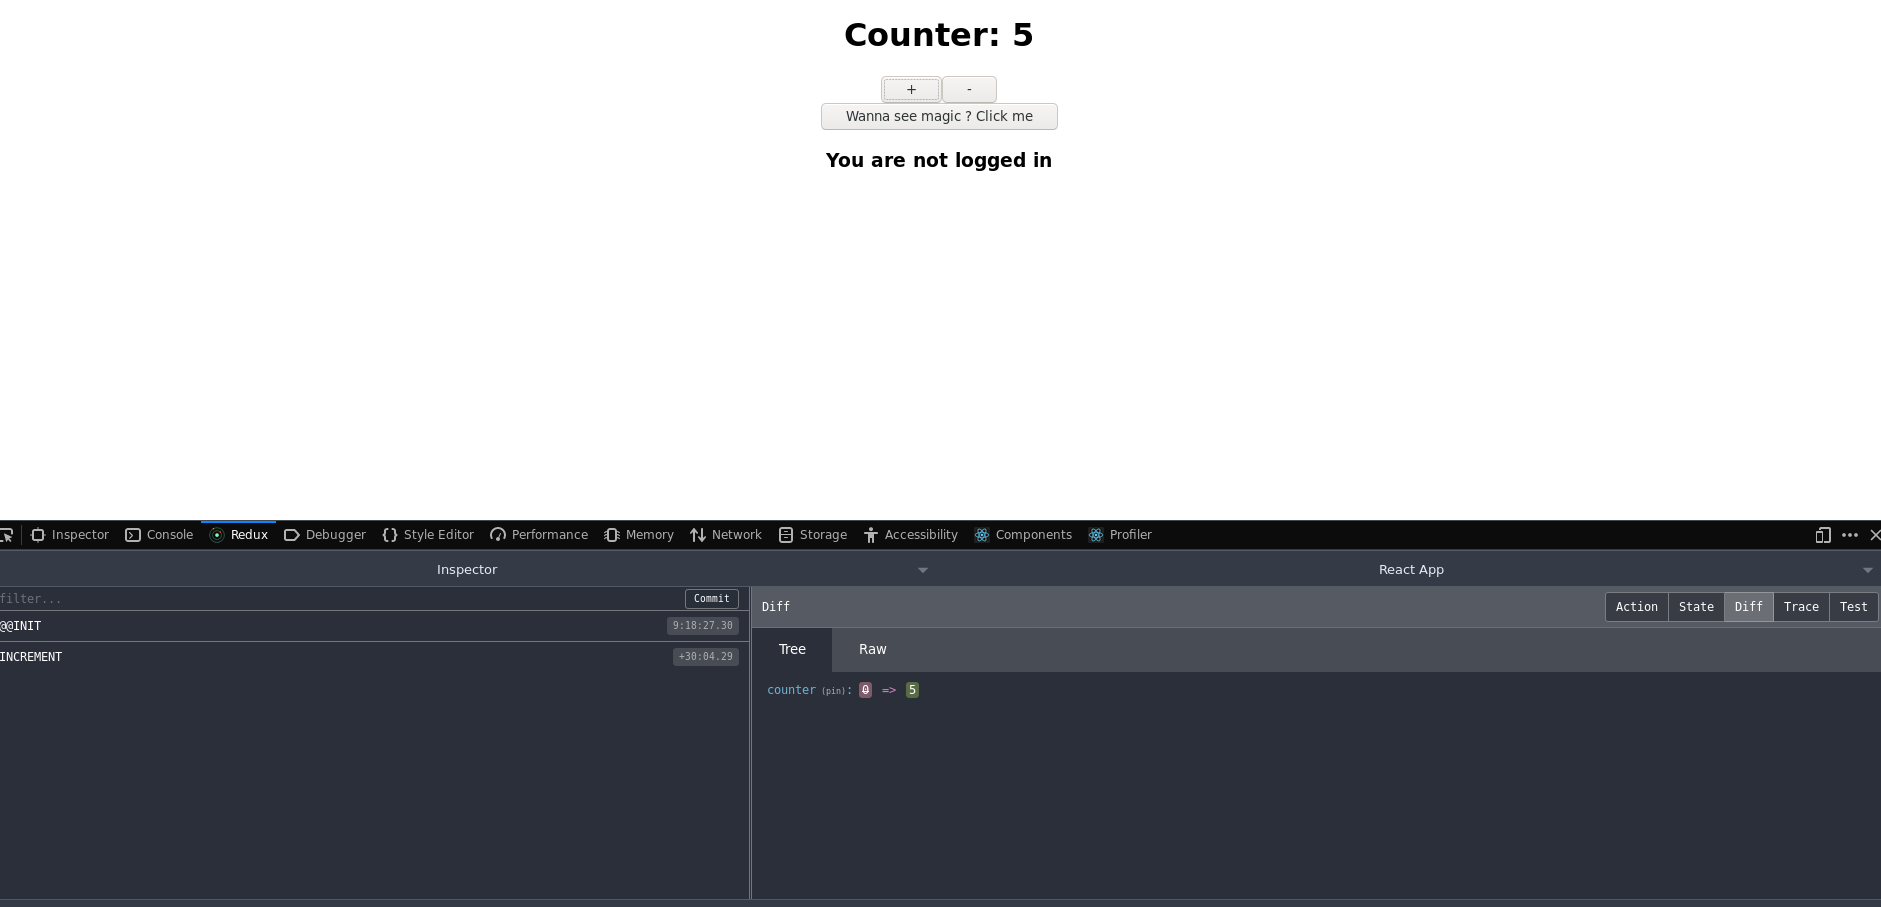 Counter: 5
+ -
Wanna see magic ? Click me
You are not logged in
Inspector Console Redux Debugger Style Editor Performance Memory Network Storage Accessibility Components Profiler
Inspector React App
filter... Commit
@@INIT 9:18:27.30
INCREMENT +30:04.29
Diff Action State Diff Trace Test
Tree Raw
counter (pin): 0 => 5